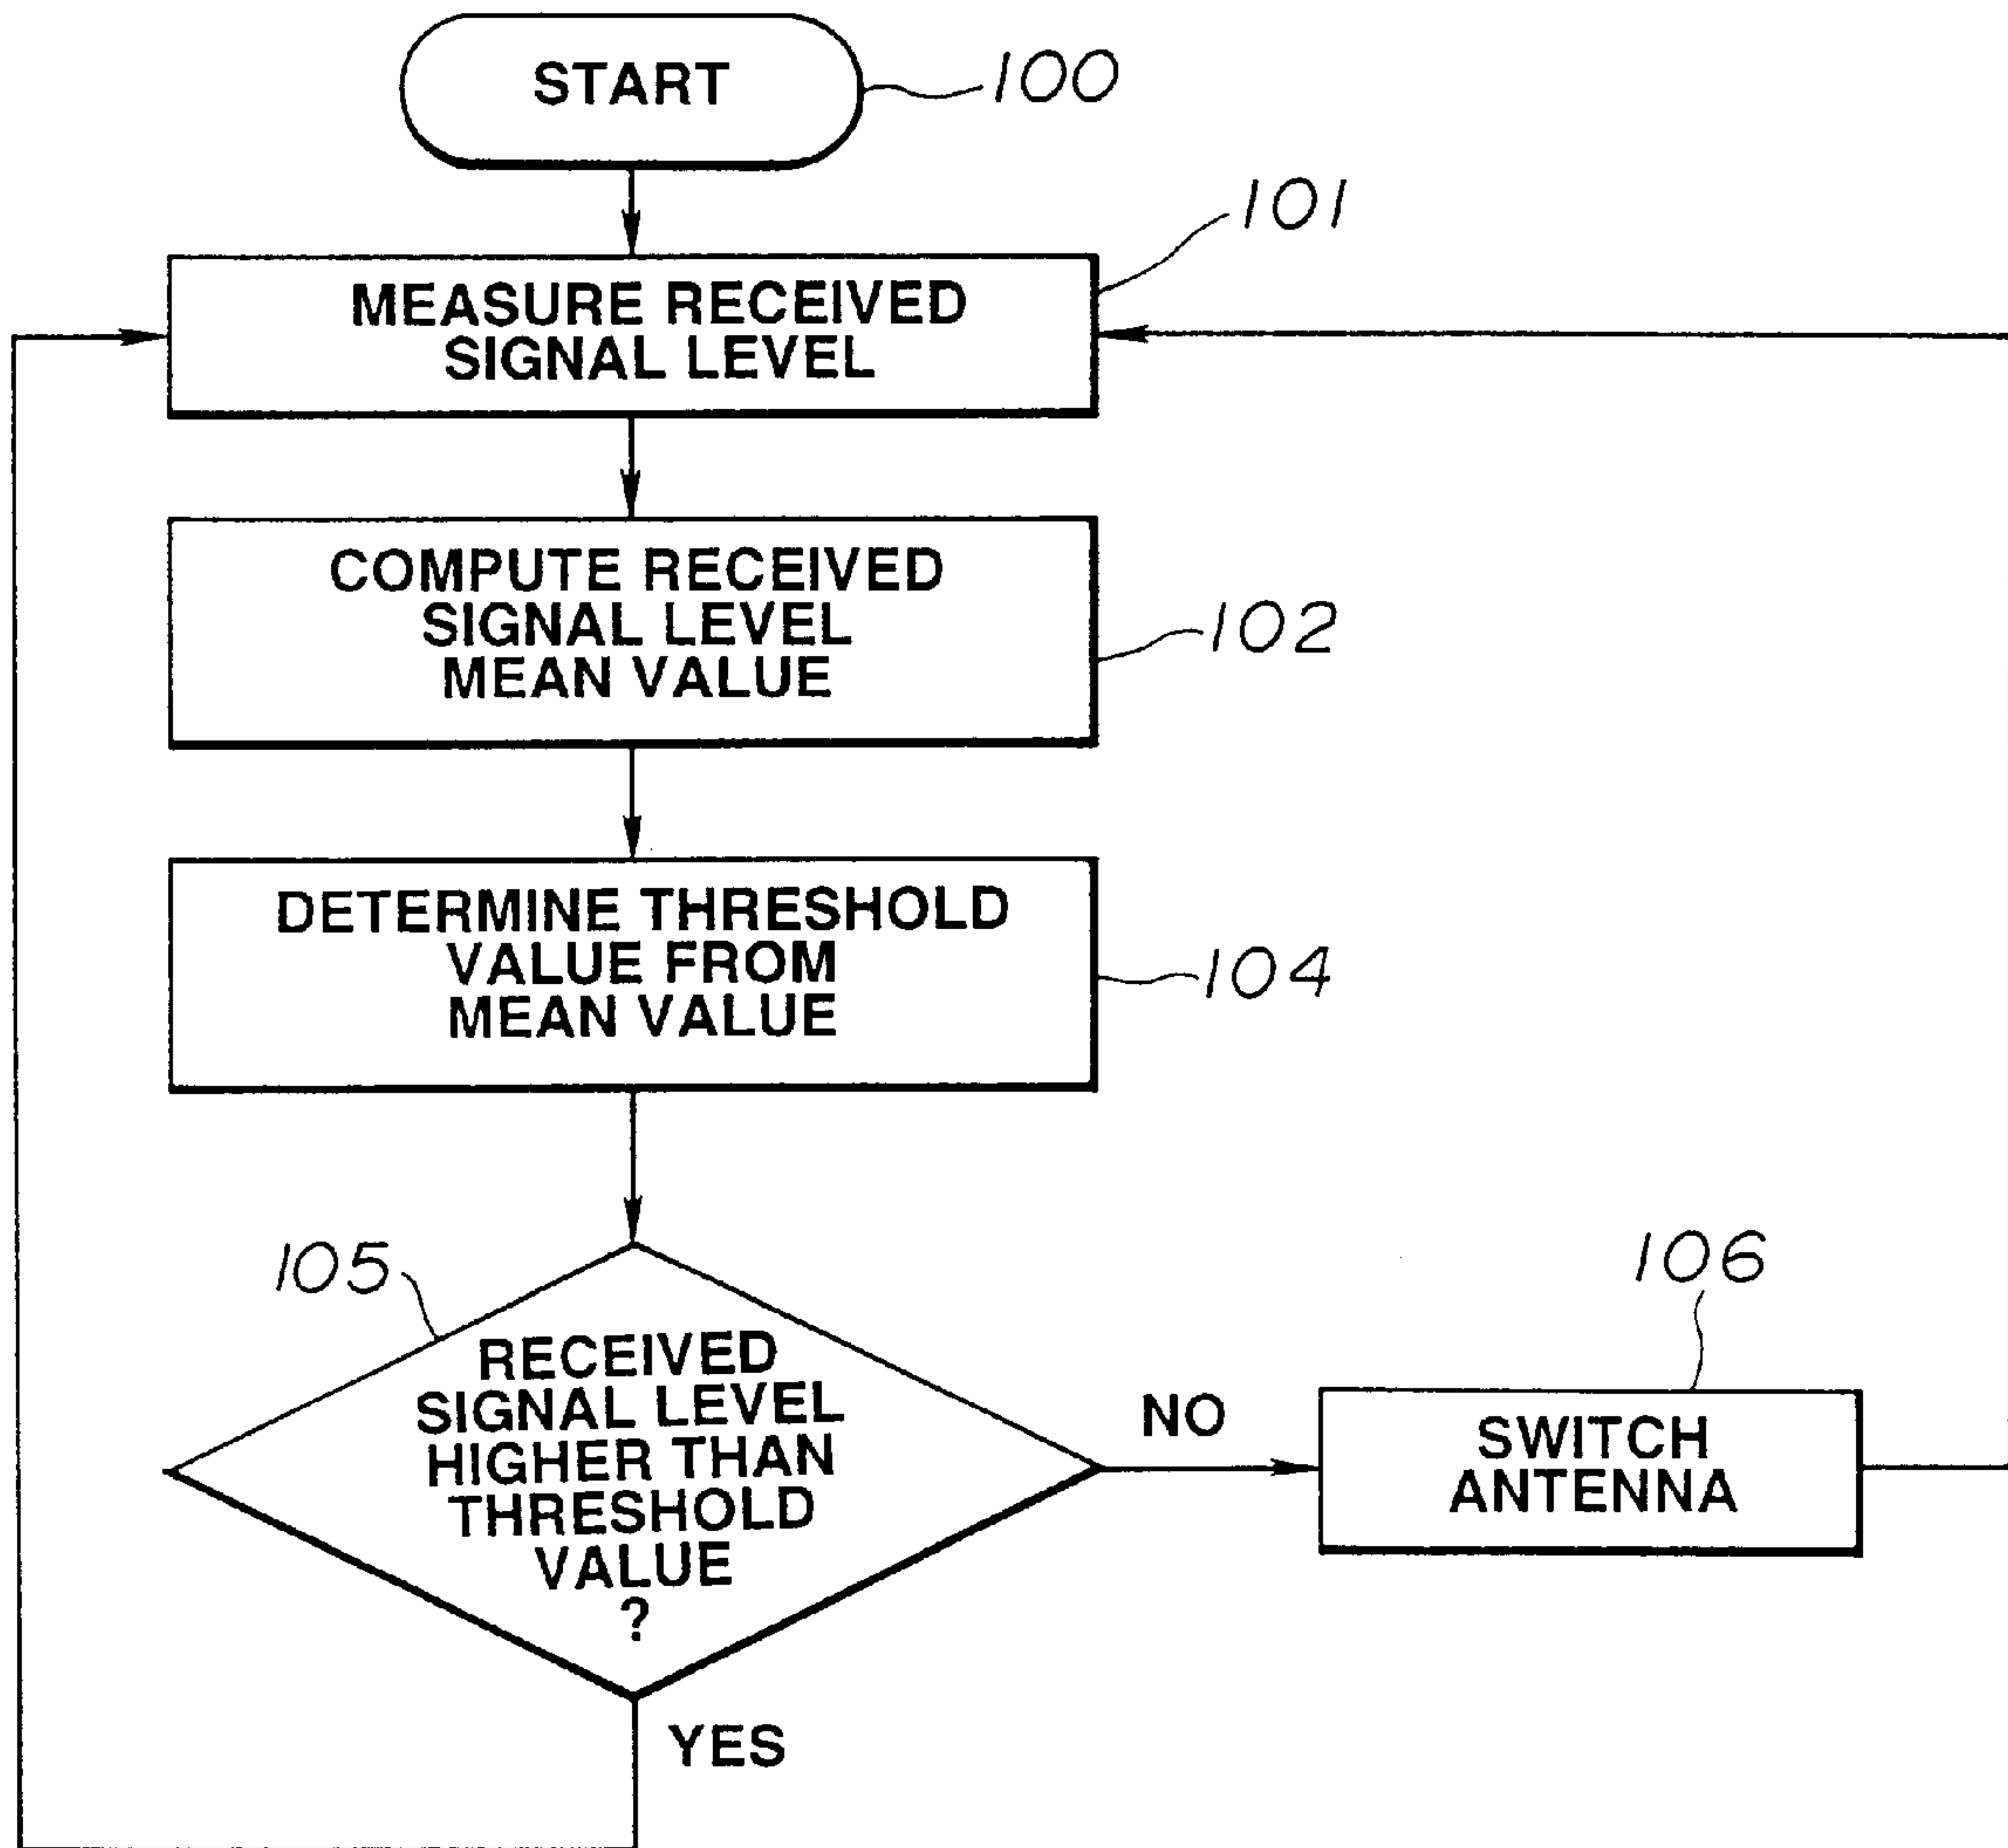 START
100
101
MEASURE RECEIVED
SIGNAL LEVEL
COMPUTE RECEIVED
SIGNAL LEVEL
MEAN VALUE
102
DETERMINE THRESHOLD
VALUE FROM
MEAN VALUE
104
105
RECEIVED
SIGNAL LEVEL
HIGHER THAN
THRESHOLD
VALUE
?
NO
106
SWITCH
ANTENNA
YES